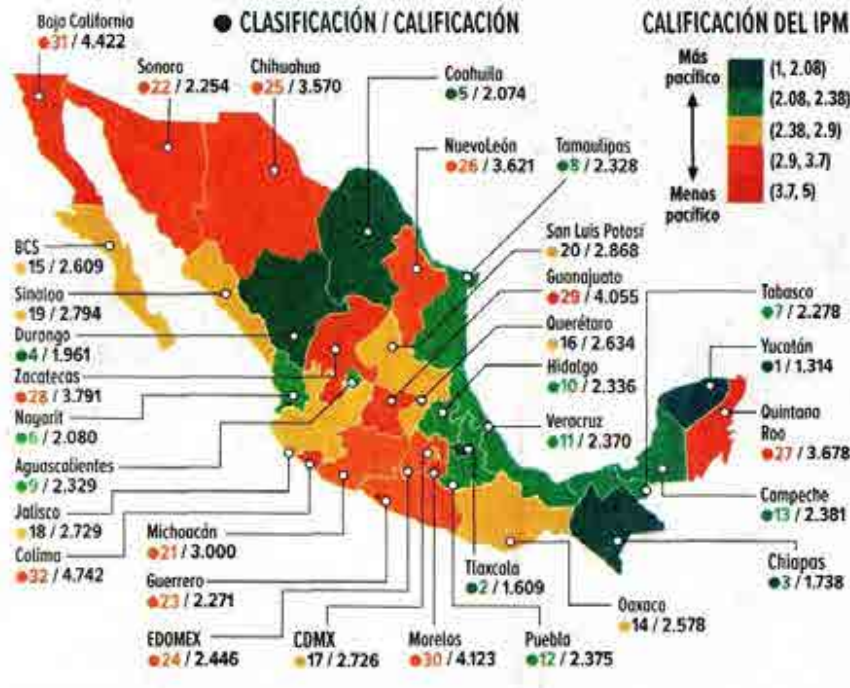 ● CLASIFICACIÓN / CALIFICACIÓN
CALIFICACIÓN DEL IPM
Más
pacífico
Menos
pacífico
(1, 2.08)
(2.08, 2.38)
(2.38, 2.9)
(2.9, 3.7)
(3.7, 5)
Baja California
31 / 4.422
Sonora
22 / 2.254
Chihuahua
25 / 3.570
Coahuila
5 / 2.074
NuevoLeón
26 / 3.621
Tamaulipas
8 / 2.328
San Luis Potosí
20 / 2.868
Guanajuato
29 / 4.055
Querétaro
16 / 2.634
Hidalgo
10 / 2.336
Veracruz
11 / 2.370
Tabasco
7 / 2.278
Yucatán
1 / 1.314
Quintana
Roo
27 / 3.678
Campeche
13 / 2.381
Chiapas
3 / 1.738
BCS
15 / 2.609
Sinaloa
19 / 2.794
Durango
4 / 1.961
Zacatecas
28 / 3.791
Nayarit
6 / 2.080
Aguascalientes
9 / 2.329
Jalisco
18 / 2.729
Colima
32 / 4.742
Michoacán
21 / 3.000
Guerrero
23 / 2.271
EDOMEX
24 / 2.446
CDMX
17 / 2.726
Morelos
30 / 4.123
Puebla
12 / 2.375
Tlaxcala
2 / 1.609
Oaxaca
14 / 2.578